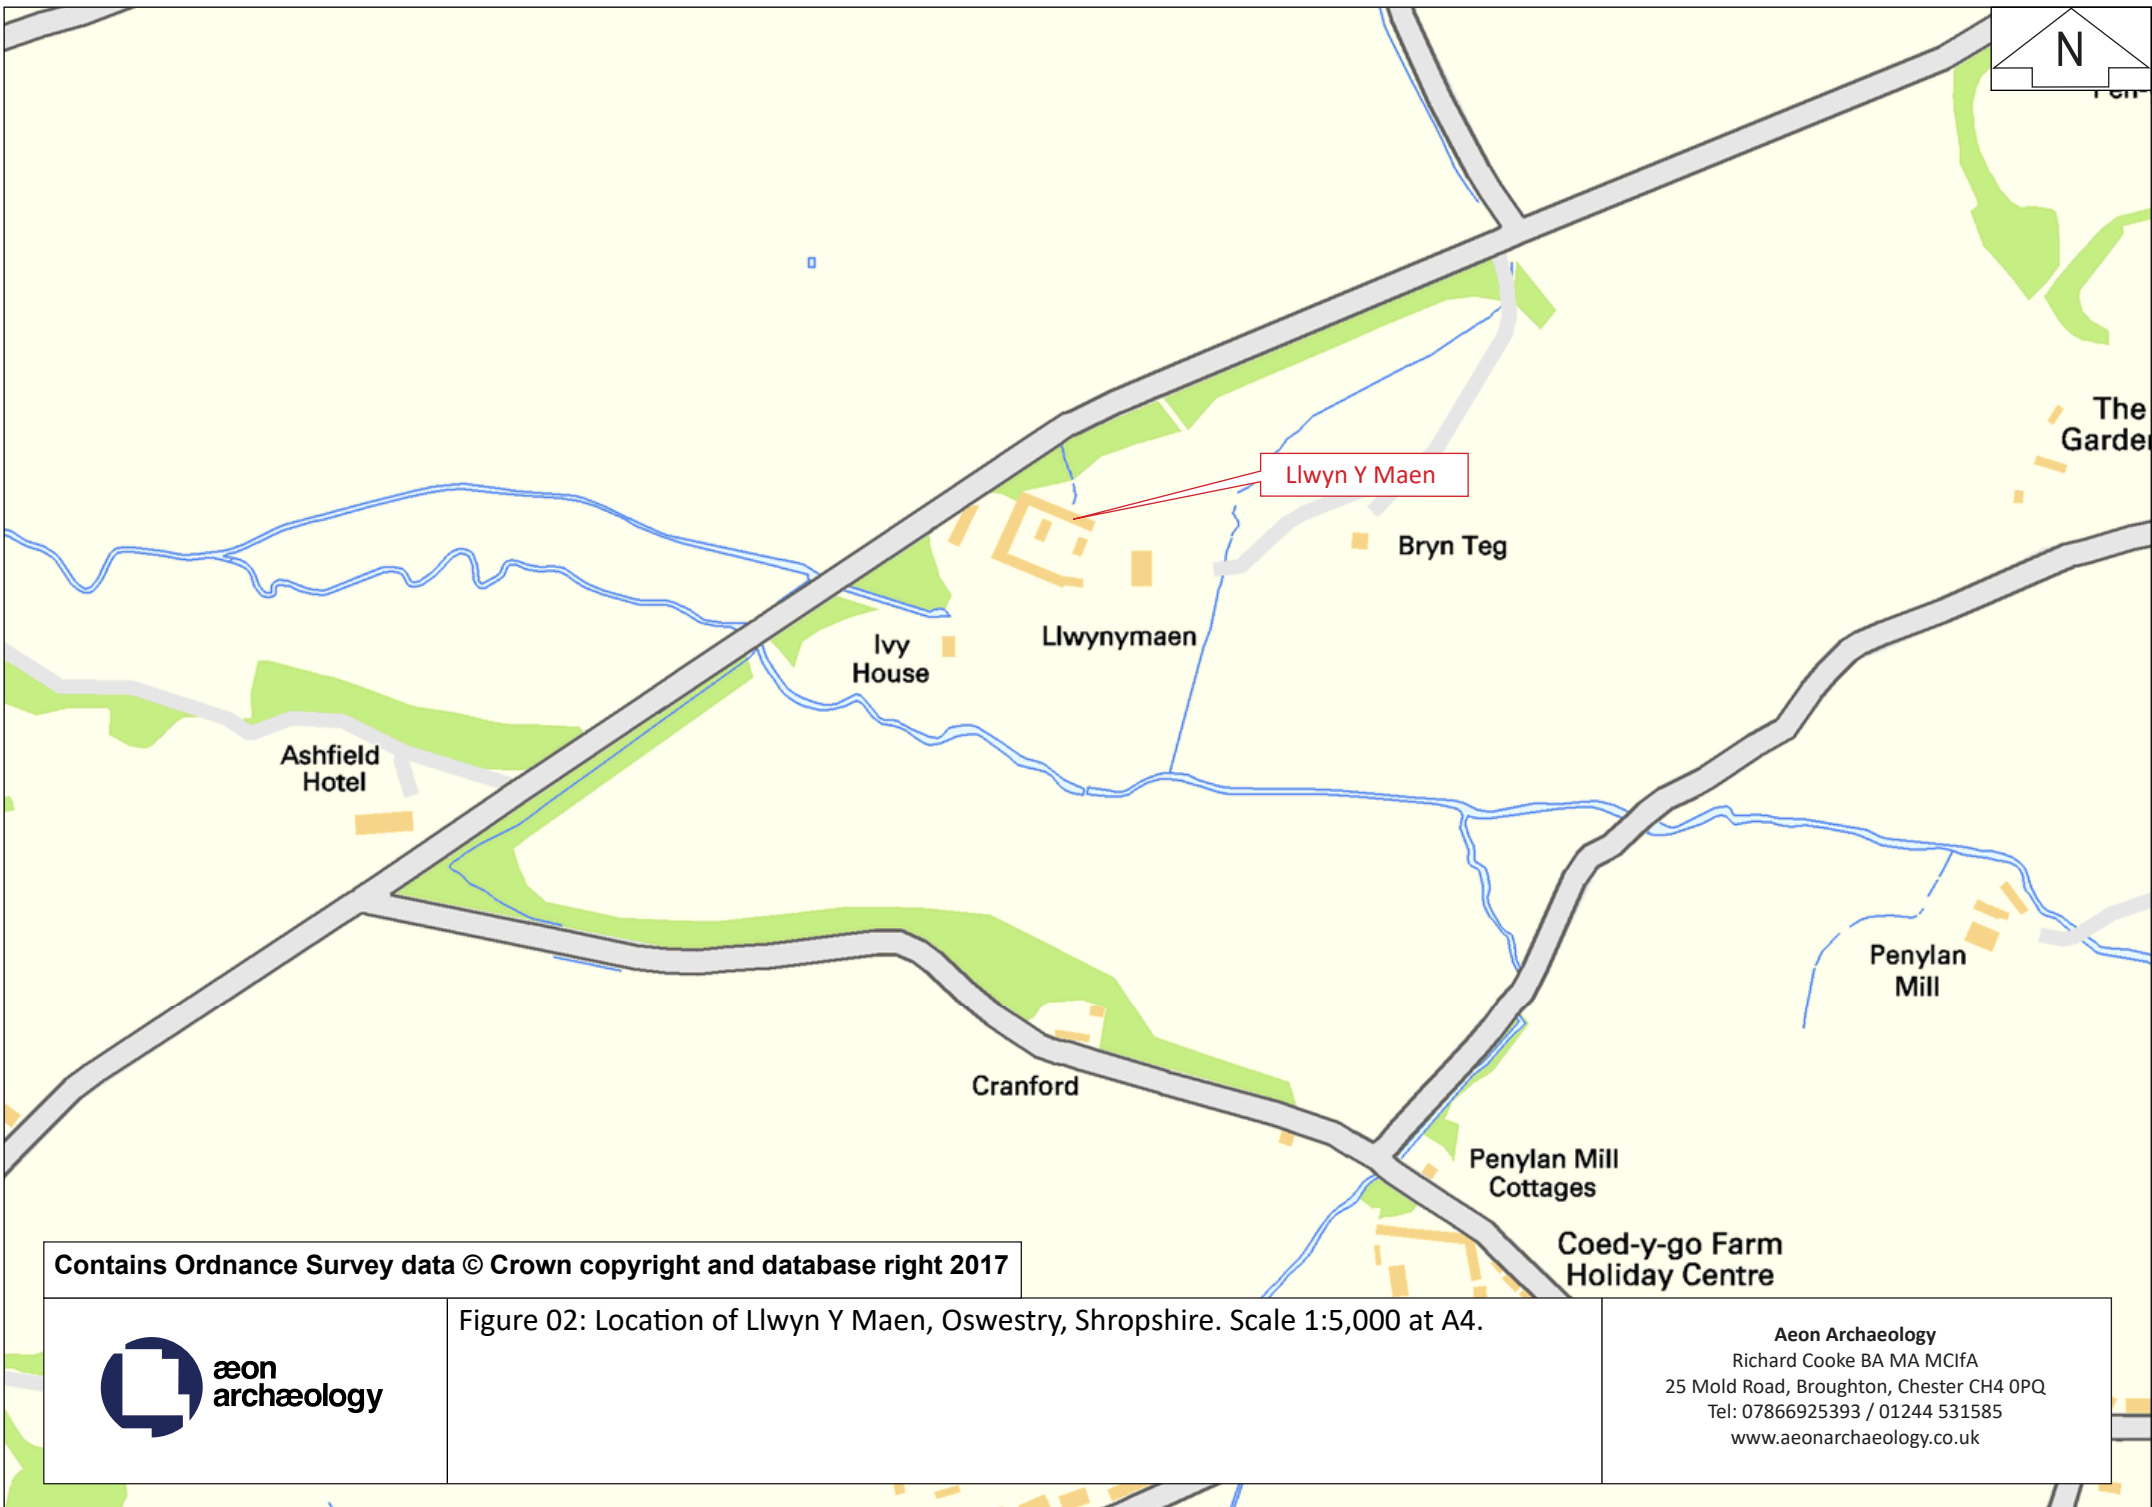 N
Llwyn Y Maen
The
Bryn Teg
Ivy
House
Llwynymaen
Ashfield
Hotel
Penylan
Mill
Cranford
Penylan Mill
Cottages
Coed-y-go Farm
Holiday Centre
Contains Ordnance Survey data © Crown copyright and database right 2017
æon
archæology
Figure 02: Location of Llwyn Y Maen, Oswestry, Shropshire. Scale 1:5,000 at A4.
Aeon Archaeology
Richard Cooke BA MA MCIfA
25 Mold Road, Broughton, Chester CH4 0PQ
Tel: 07866925393 / 01244 531585
www.aeonarchaeology.co.uk